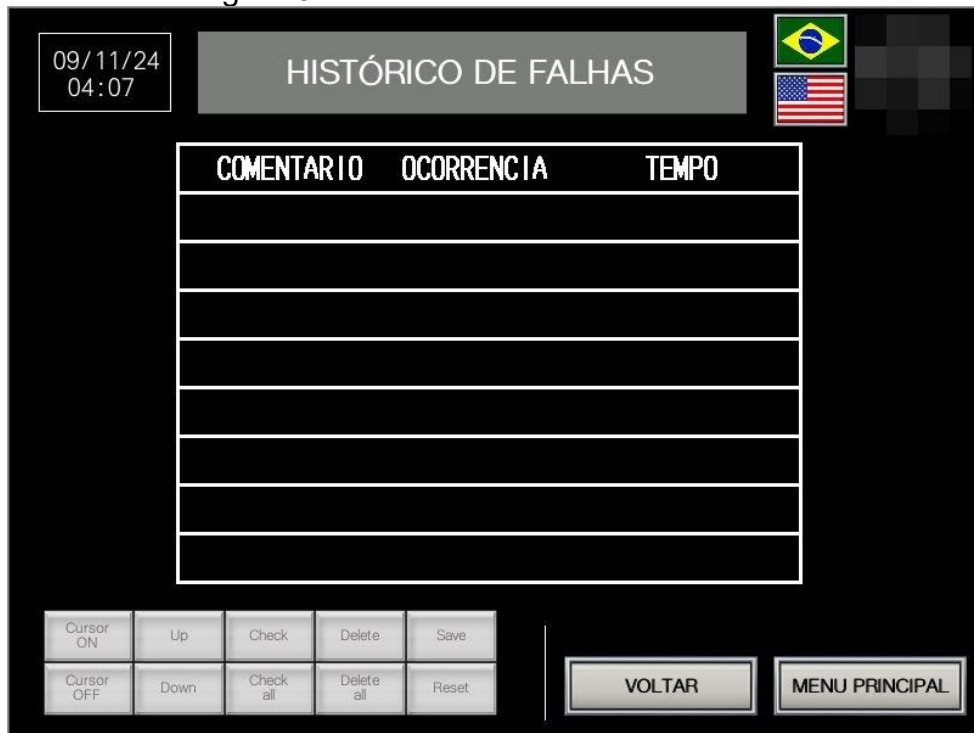 09/11/24
04:07
HISTÓRICO DE FALHAS
COMENTARIO OCORRENCIA TEMPO
Cursor ON
Up
Check
Delete
Save
Cursor OFF
Down
Check all
Delete all
Reset
VOLTAR
MENU PRINCIPAL